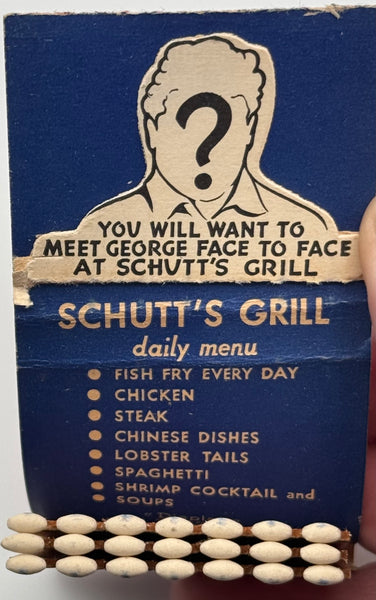 ?
YOU WILL WANT TO
MEET GEORGE FACE TO FACE
AT SCHUTT'S GRILL
SCHUTT'S GRILL
daily menu
• FISH FRY EVERY DAY
• CHICKEN
• STEAK
• CHINESE DISHES
• LOBSTER TAILS
• SPAGHETTI
• SHRIMP COCKTAIL and
• SOUPS